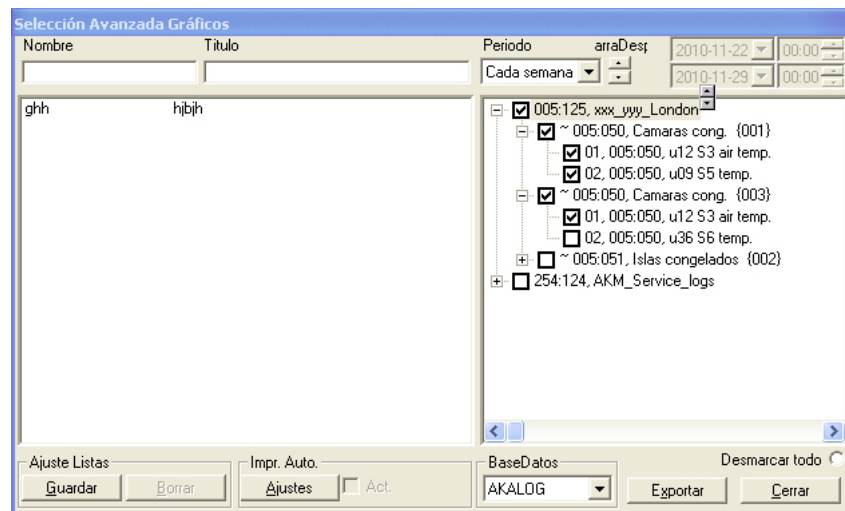 Selección Avanzada Gráficos
Nombre Titulo Periodo arraDesp 2010-11-22 00:00
Cada semana 2010-11-29 00:00
ghh hjbjh
005:125, xxx_yyy_London
~ 005:050, Camaras cong. {001}
01, 005:050, u12 S3 air temp.
02, 005:050, u09 S5 temp.
~ 005:050, Camaras cong. {003}
01, 005:050, u12 S3 air temp.
02, 005:050, u36 S6 temp.
~ 005:051, Islas congelados {002}
254:124, AKM_Service_logs
Ajuste Listas Impr. Auto. BaseDatos Desmarcar todo
Guardar Borrar Ajustes Act. AKALOG Exportar Cerrar